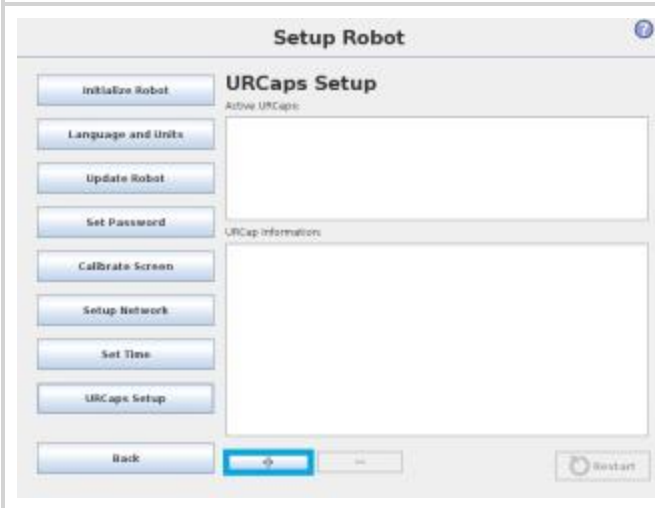 Setup Robot
?
Initialize Robot
Language and Units
Update Robot
Set Password
Calibrate Screen
Setup Network
Set Time
URCaps Setup
Back
URCaps Setup
Active URCaps:
URCap Information:
+
−
Restart